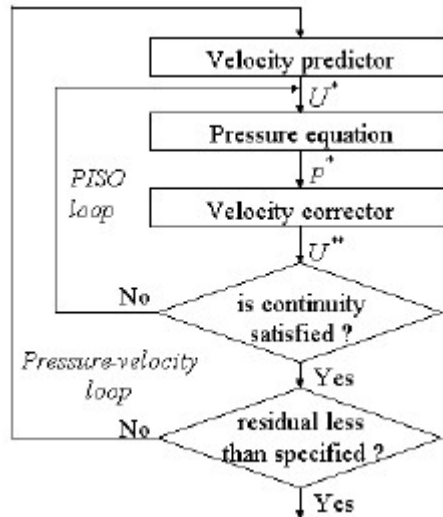 Velocity predictor
U*
Pressure equation
P*
PISO
loop
Velocity corrector
U**
No
is continuity
satisfied ?
Pressure-velocity
loop
Yes
No
residual less
than specified ?
Yes